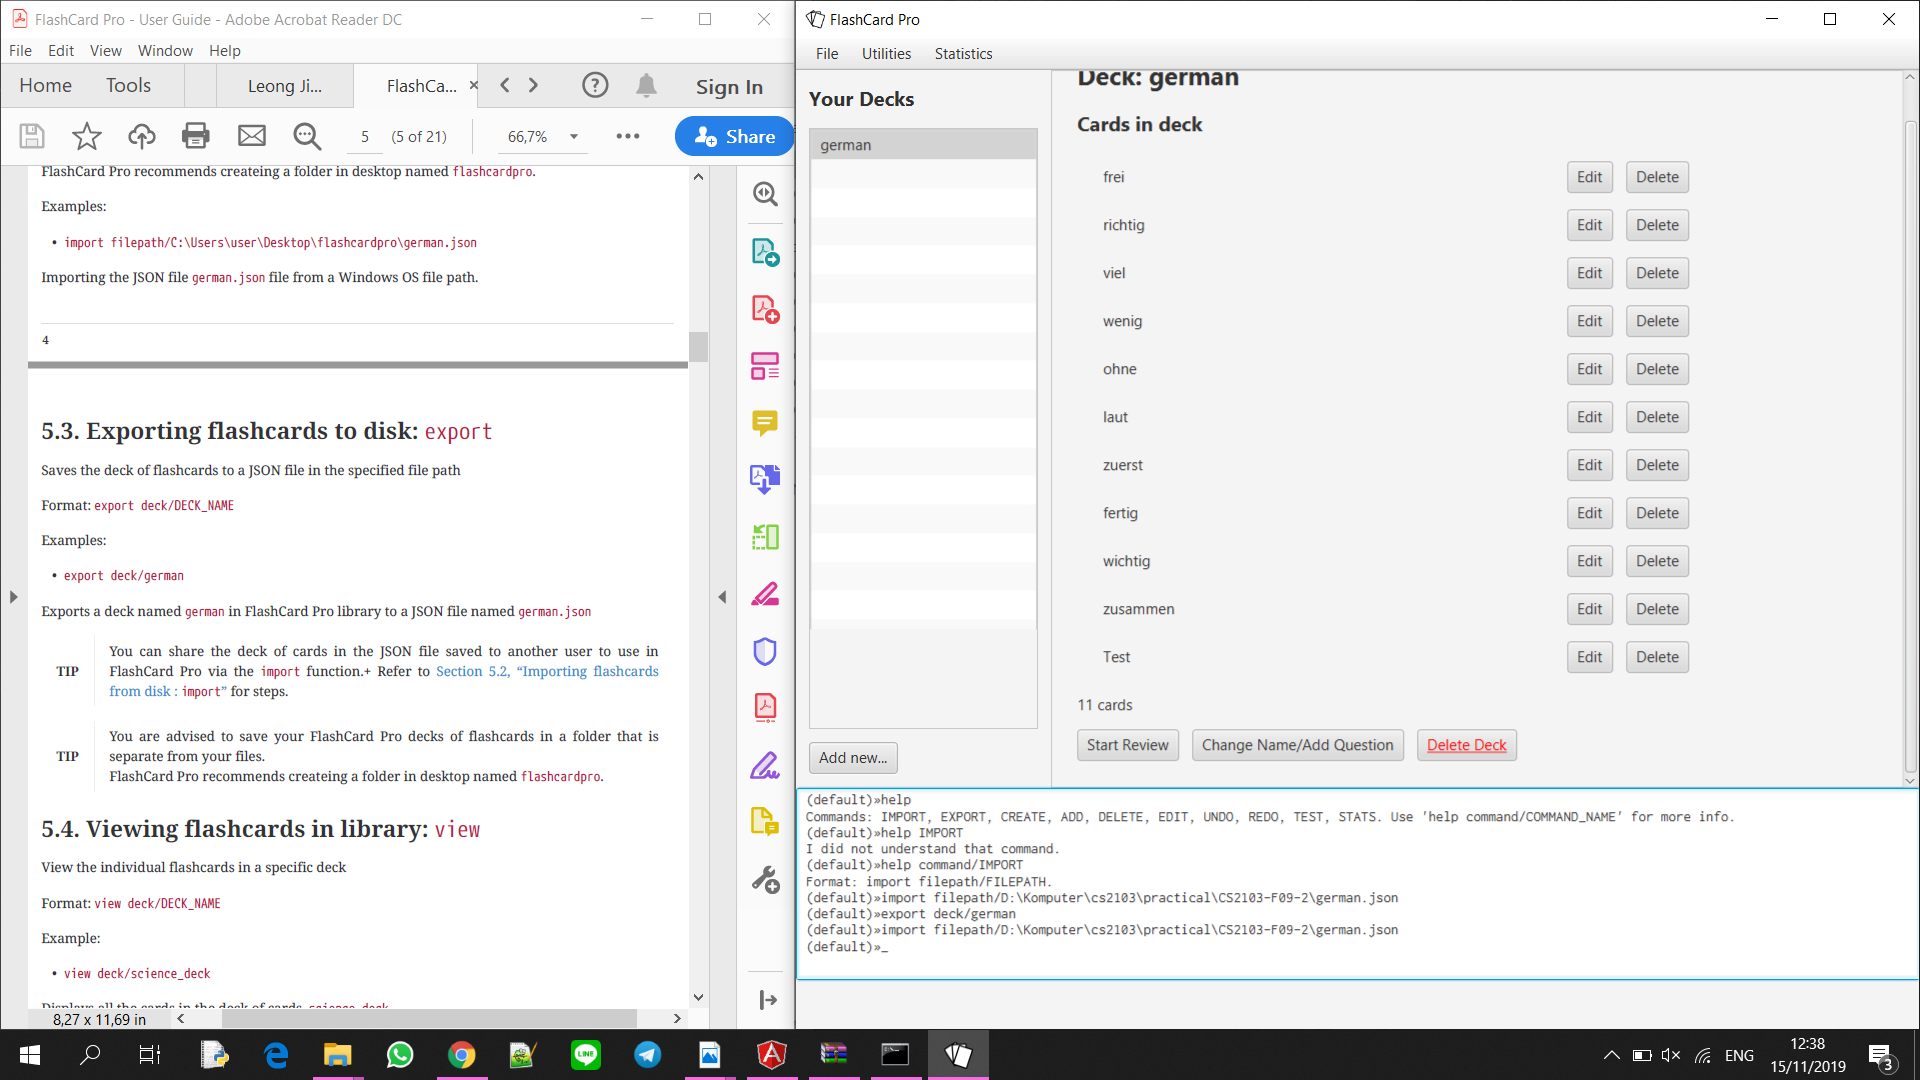 FlashCard Pro - User Guide - Adobe Acrobat Reader DC
File Edit View Window Help
Home Tools Leong Ji... FlashCa... × Sign In
5 (5 of 21) 66,7% Share
FlashCard Pro recommends createing a folder in desktop named flashcardpro.
Examples:
• import filepath/C:\Users\user\Desktop\flashcardpro\german.json
Importing the JSON file german.json file from a Windows OS file path.
4
5.3. Exporting flashcards to disk: export
Saves the deck of flashcards to a JSON file in the specified file path
Format: export deck/DECK_NAME
Examples:
• export deck/german
Exports a deck named german in FlashCard Pro library to a JSON file named german.json
TIP
You can share the deck of cards in the JSON file saved to another user to use in
FlashCard Pro via the import function.+ Refer to Section 5.2, “Importing flashcards
from disk : import” for steps.
TIP
You are advised to save your FlashCard Pro decks of flashcards in a folder that is
separate from your files.
FlashCard Pro recommends createing a folder in desktop named flashcardpro.
5.4. Viewing flashcards in library: view
View the individual flashcards in a specific deck
Format: view deck/DECK_NAME
Example:
• view deck/science_deck
Displays all the cards in the deck of cards science_deck
8,27 x 11,69 in
FlashCard Pro
File Utilities Statistics
Your Decks
german
Add new...
Deck: german
Cards in deck
frei Edit Delete
richtig Edit Delete
viel Edit Delete
wenig Edit Delete
ohne Edit Delete
laut Edit Delete
zuerst Edit Delete
fertig Edit Delete
wichtig Edit Delete
zusammen Edit Delete
Test Edit Delete
11 cards
Start Review Change Name/Add Question Delete Deck
(default)»help
Commands: IMPORT, EXPORT, CREATE, ADD, DELETE, EDIT, UNDO, REDO, TEST, STATS. Use 'help command/COMMAND_NAME' for more info.
(default)»help IMPORT
I did not understand that command.
(default)»help command/IMPORT
Format: import filepath/FILEPATH.
(default)»import filepath/D:\Komputer\cs2103\practical\CS2103-F09-2\german.json
(default)»export deck/german
(default)»import filepath/D:\Komputer\cs2103\practical\CS2103-F09-2\german.json
(default)»_
LINE
ENG
12:38
15/11/2019
3